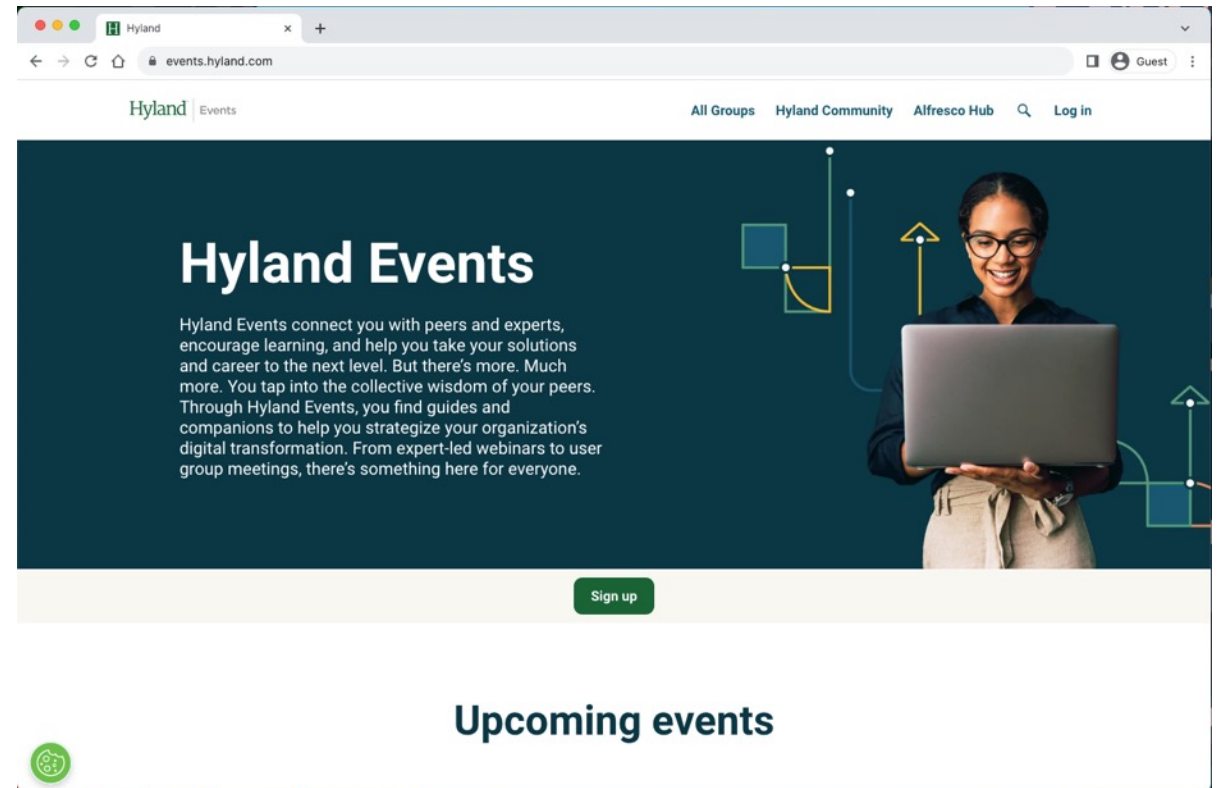 Hyland
events.hyland.com
Guest
Hyland Events
All Groups Hyland Community Alfresco Hub Log in
Hyland Events
Hyland Events connect you with peers and experts,
encourage learning, and help you take your solutions
and career to the next level. But there's more. Much
more. You tap into the collective wisdom of your peers.
Through Hyland Events, you find guides and
companions to help you strategize your organization's
digital transformation. From expert-led webinars to user
group meetings, there's something here for everyone.
Sign up
Upcoming events